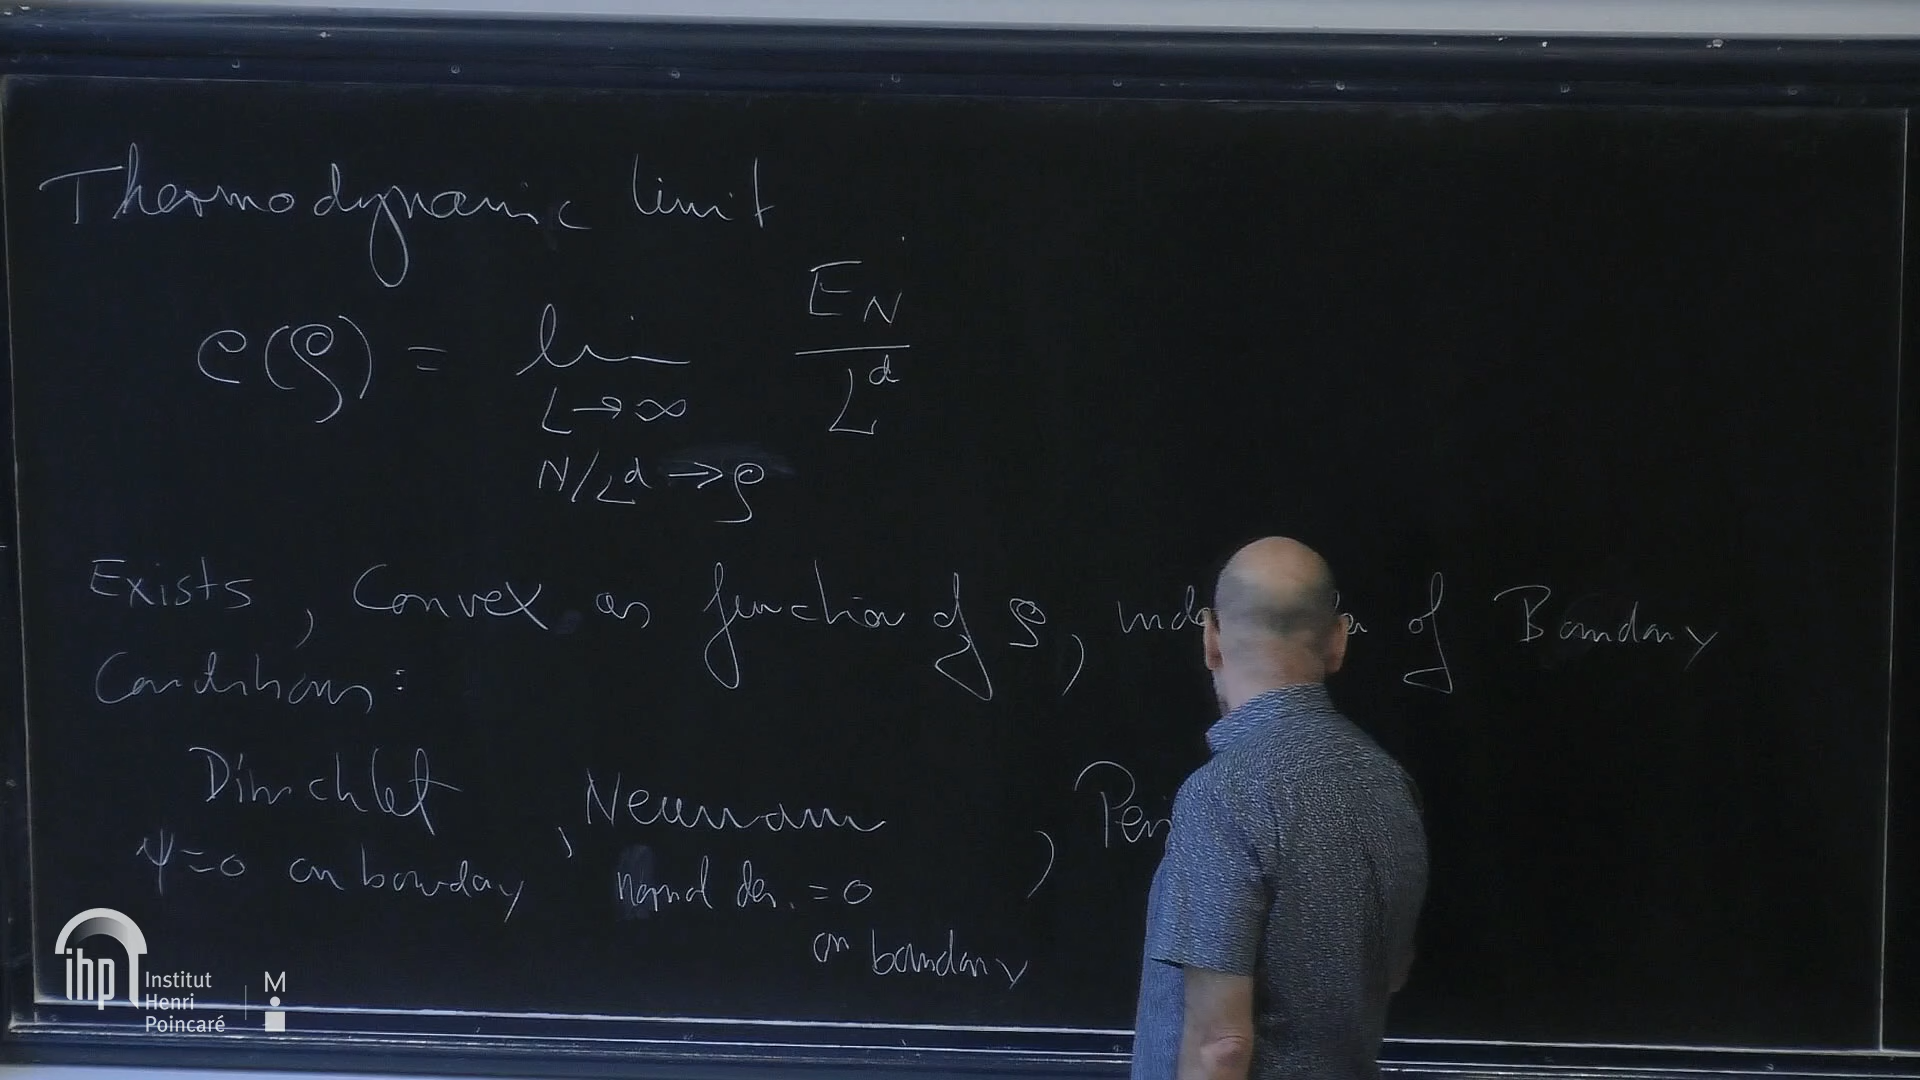 Thermodynamic limit
e(ρ) = lim E_N / L^d
L→∞
N/L^d → ρ
Exists, Convex as function of ρ, of Boundary
Conditions:
Dirichlet, Neumann, Per
ψ=0 on boundary normal der. = 0
on boundary
ihp Institut Henri Poincaré
M